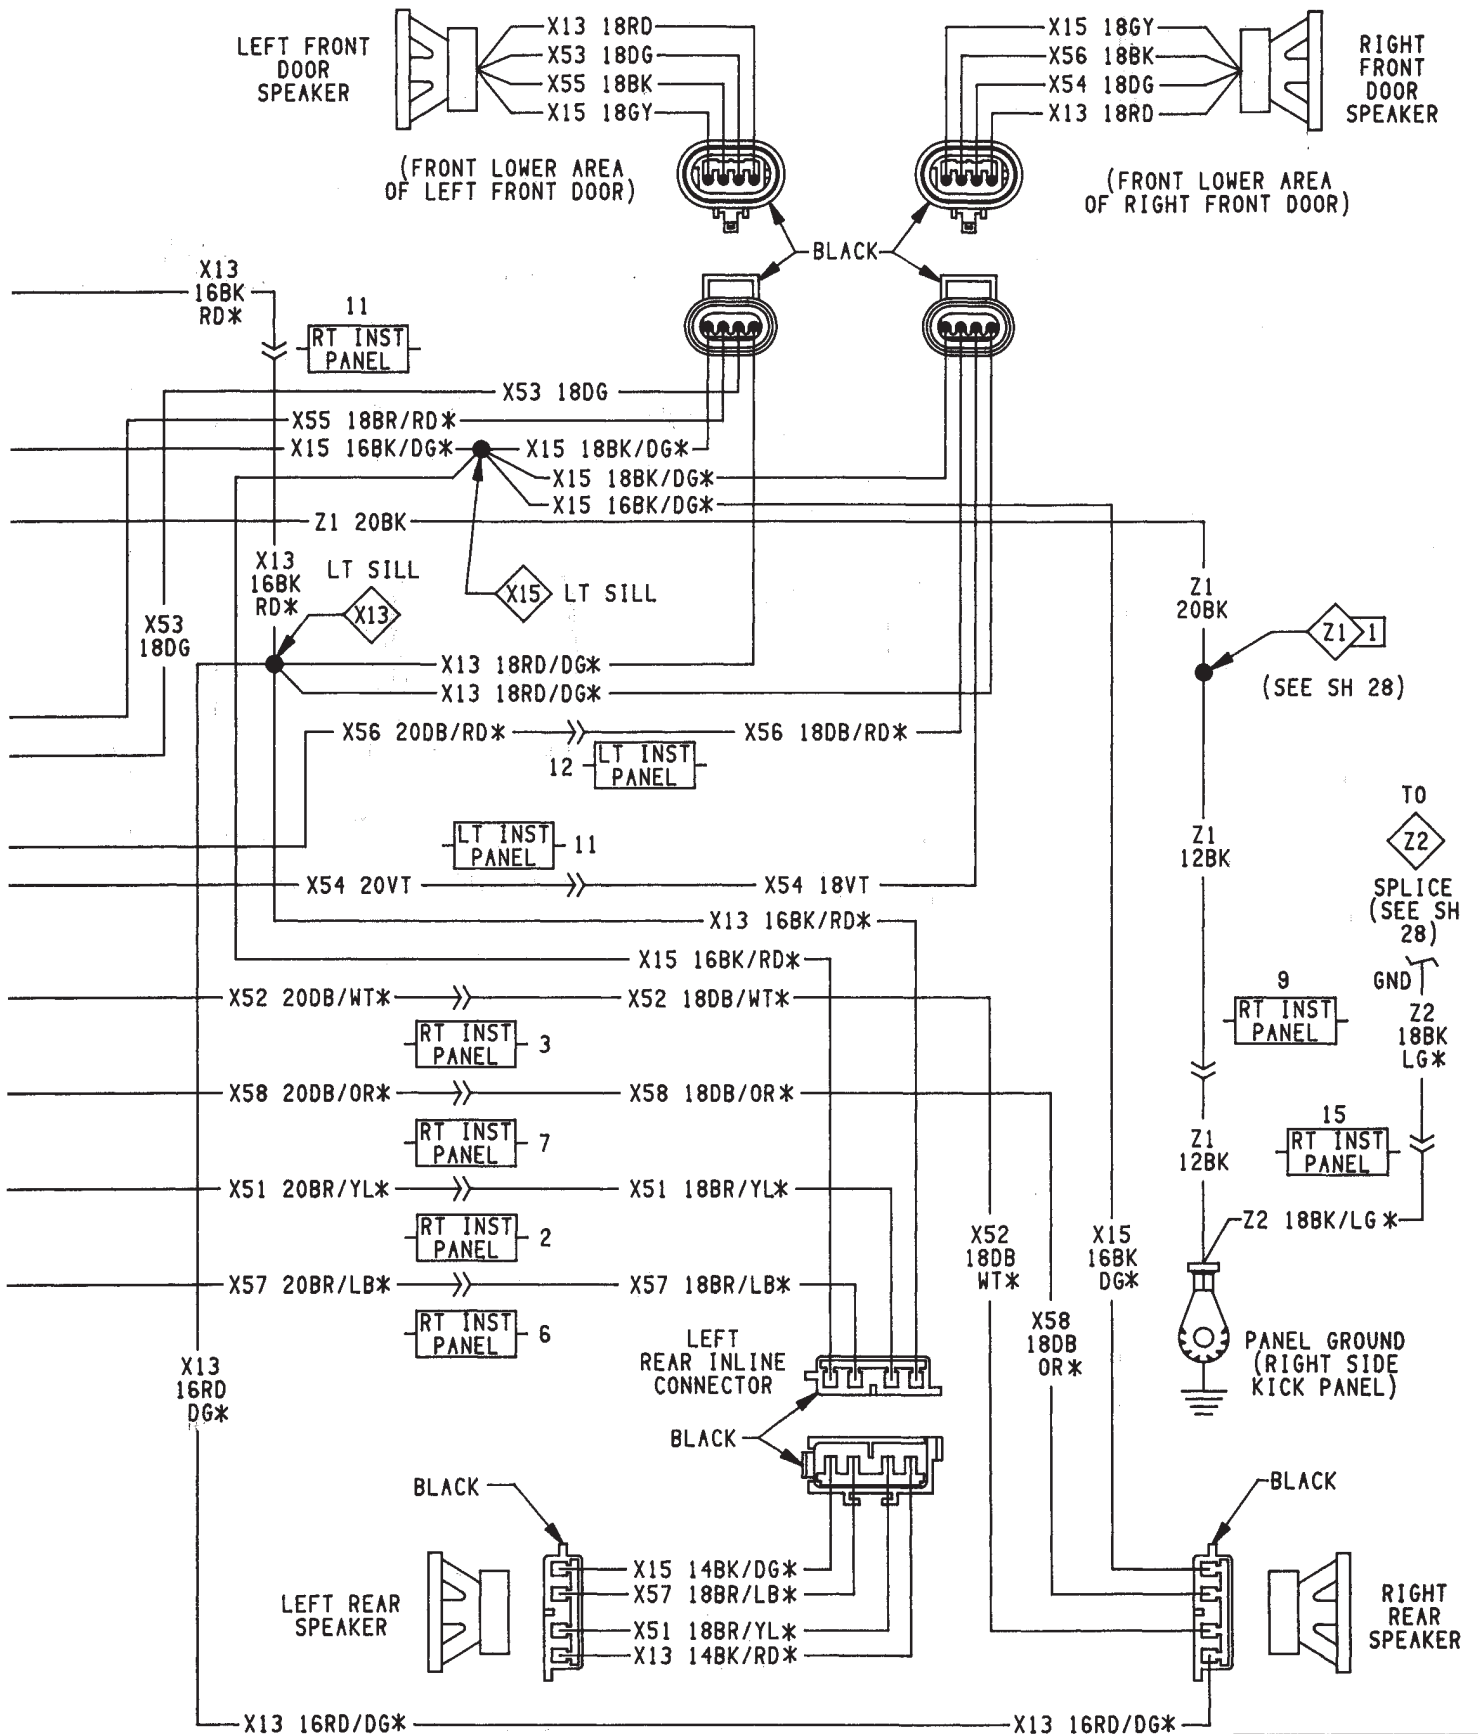 LEFT FRONT
DOOR
SPEAKER
X13 18RD
X53 18DG
X55 18BK
X15 18GY
X15 18GY
X56 18BK
X54 18DG
X13 18RD
RIGHT
FRONT
DOOR
SPEAKER
(FRONT LOWER AREA
OF LEFT FRONT DOOR)
(FRONT LOWER AREA
OF RIGHT FRONT DOOR)
BLACK
X13
16BK
RD*
11
RT INST
PANEL
X53 18DG
X55 18BR/RD*
X15 16BK/DG*
X15 18BK/DG*
X15 18BK/DG*
X15 16BK/DG*
Z1 20BK
X13
16BK
RD*
LT SILL
X13
X15
LT SILL
X53
18DG
Z1
20BK
Z1
1
(SEE SH 28)
X13 18RD/DG*
X13 18RD/DG*
X56 20DB/RD*
X56 18DB/RD*
12
LT INST
PANEL
LT INST
PANEL
11
X54 20VT
X54 18VT
Z1
12BK
TO
Z2
SPLICE
(SEE SH
28)
GND
Z2
18BK
LG*
X13 16BK/RD*
X15 16BK/RD*
X52 20DB/WT*
X52 18DB/WT*
RT INST
PANEL
3
9
RT INST
PANEL
X58 20DB/OR*
X58 18DB/OR*
RT INST
PANEL
7
Z1
12BK
15
RT INST
PANEL
X51 20BR/YL*
X51 18BR/YL*
RT INST
PANEL
2
X52
18DB
WT*
X15
16BK
DG*
Z2 18BK/LG*
X57 20BR/LB*
X57 18BR/LB*
RT INST
PANEL
6
X58
18DB
OR*
LEFT
REAR INLINE
CONNECTOR
PANEL GROUND
(RIGHT SIDE
KICK PANEL)
X13
16RD
DG*
BLACK
BLACK
BLACK
LEFT REAR
SPEAKER
X15 14BK/DG*
X57 18BR/LB*
X51 18BR/YL*
X13 14BK/RD*
RIGHT
REAR
SPEAKER
X13 16RD/DG*
X13 16RD/DG*